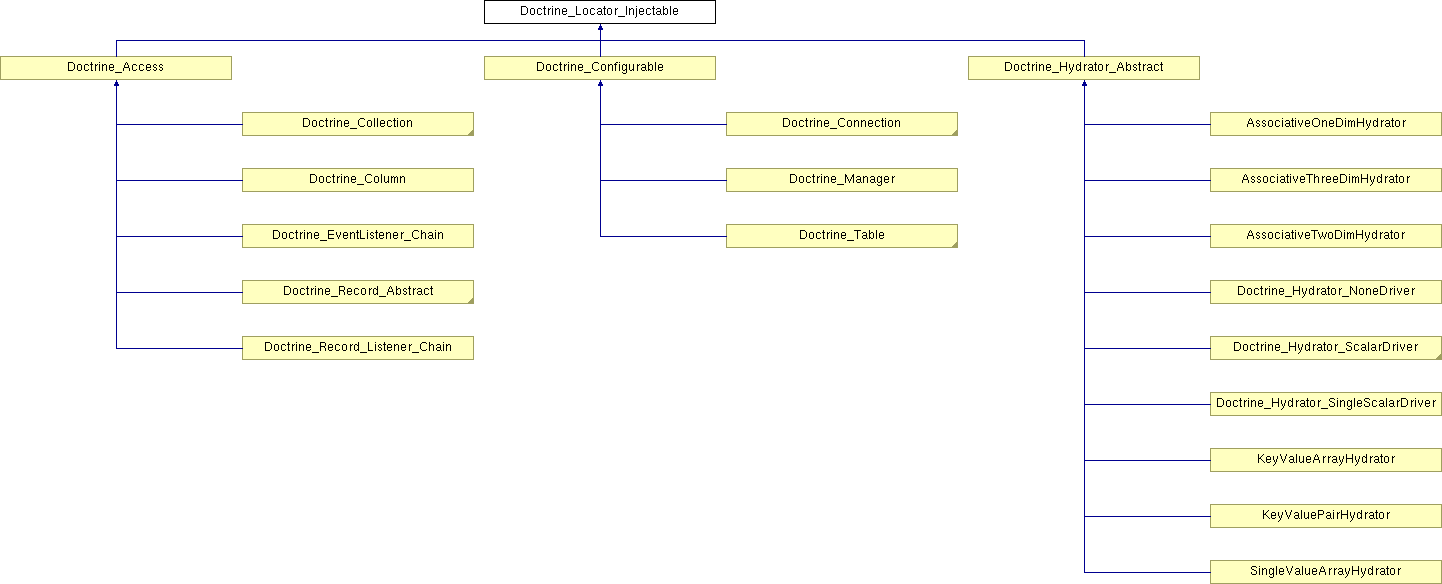 Doctrine_Locator_Injectable
Doctrine_Access
Doctrine_Configurable
Doctrine_Hydrator_Abstract
Doctrine_Collection
Doctrine_Connection
AssociativeOneDimHydrator
Doctrine_Column
Doctrine_Manager
AssociativeThreeDimHydrator
Doctrine_EventListener_Chain
Doctrine_Table
AssociativeTwoDimHydrator
Doctrine_Record_Abstract
Doctrine_Hydrator_NoneDriver
Doctrine_Record_Listener_Chain
Doctrine_Hydrator_ScalarDriver
Doctrine_Hydrator_SingleScalarDriver
KeyValueArrayHydrator
KeyValuePairHydrator
SingleValueArrayHydrator